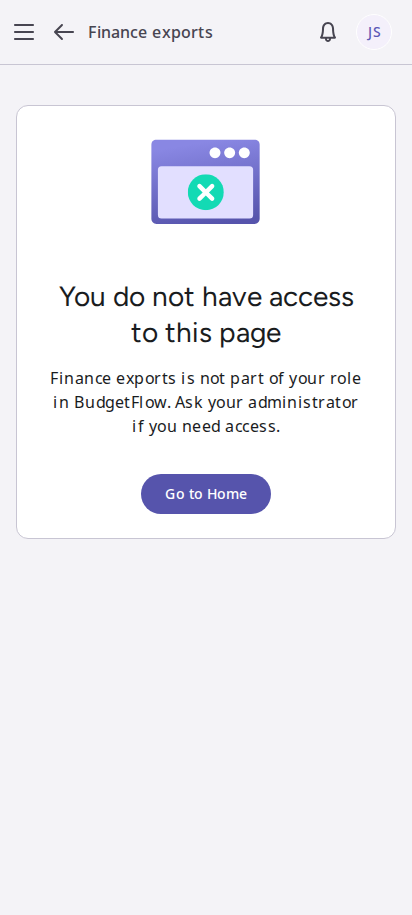 Finance exports
JS
You do not have access
to this page
Finance exports is not part of your role
in BudgetFlow. Ask your administrator
if you need access.
Go to Home